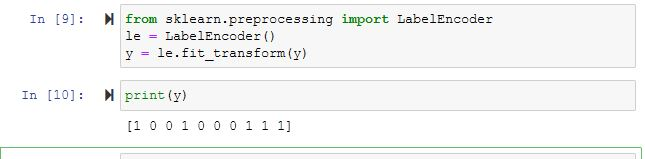 In [9]: from sklearn.preprocessing import LabelEncoder
le = LabelEncoder()
y = le.fit_transform(y)
In [10]: print(y)
[1 0 0 1 0 0 0 1 1 1]